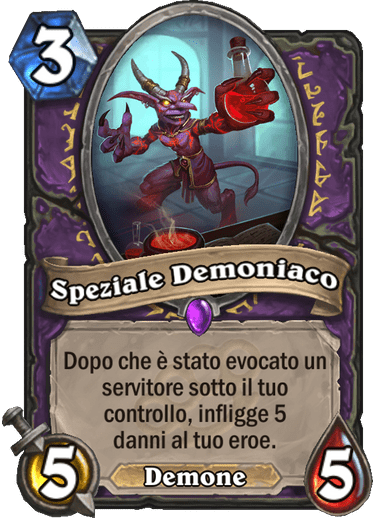 3
Speziale Demoniaco
Dopo che è stato evocato un
servitore sotto il tuo
controllo, infligge 5
danni al tuo eroe.
5
Demone
5